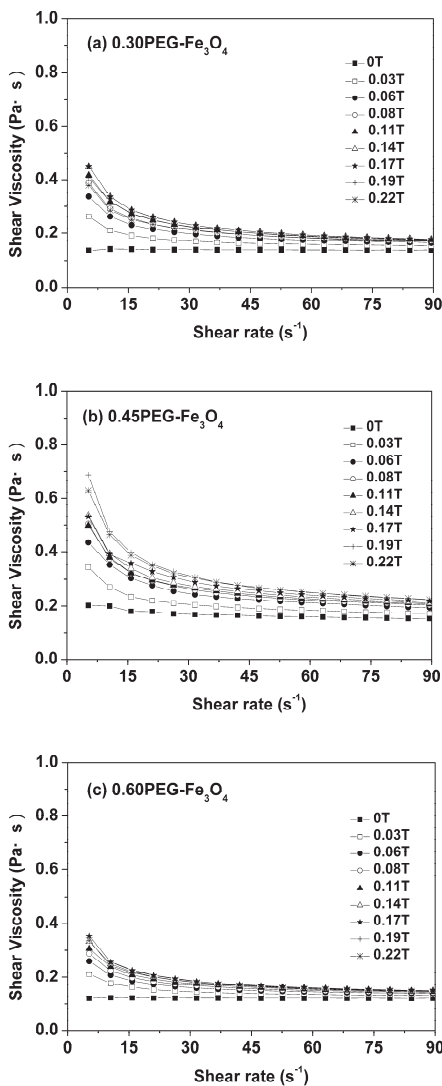 (a) 0.30PEG-Fe3O4
0T
0.03T
0.06T
0.08T
0.11T
0.14T
0.17T
0.19T
0.22T
Shear Viscosity (Pa· s)
1.0
0.8
0.6
0.4
0.2
0.0
0 15 30 45 60 75 90
Shear rate (s-1)
(b) 0.45PEG-Fe3O4
0T
0.03T
0.06T
0.08T
0.11T
0.14T
0.17T
0.19T
0.22T
Shear Viscosity (Pa· s)
1.0
0.8
0.6
0.4
0.2
0.0
0 15 30 45 60 75 90
Shear rate (s-1)
(c) 0.60PEG-Fe3O4
0T
0.03T
0.06T
0.08T
0.11T
0.14T
0.17T
0.19T
0.22T
Shear Viscosity (Pa· s)
1.0
0.8
0.6
0.4
0.2
0.0
0 15 30 45 60 75 90
Shear rate (s-1)